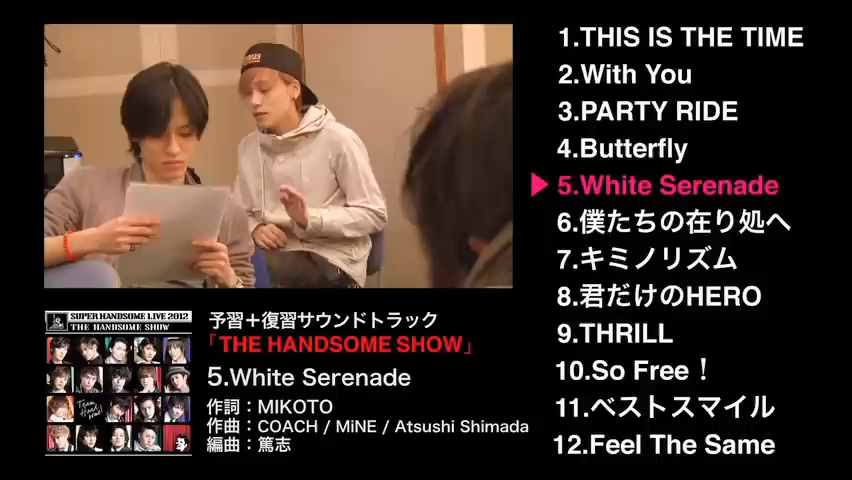 1.THIS IS THE TIME
2.With You
3.PARTY RIDE
4.Butterfly
5.White Serenade
6.僕たちの在り処へ
7.キミノリズム
8.君だけのHERO
9.THRILL
10.So Free！
11.ベストスマイル
12.Feel The Same
SUPER HANDSOME LIVE 2012
THE HANDSOME SHOW
Team Hand some!
予習＋復習サウンドトラック
「THE HANDSOME SHOW」
5.White Serenade
作詞：MIKOTO
作曲：COACH / MiNE / Atsushi Shimada
編曲：篤志